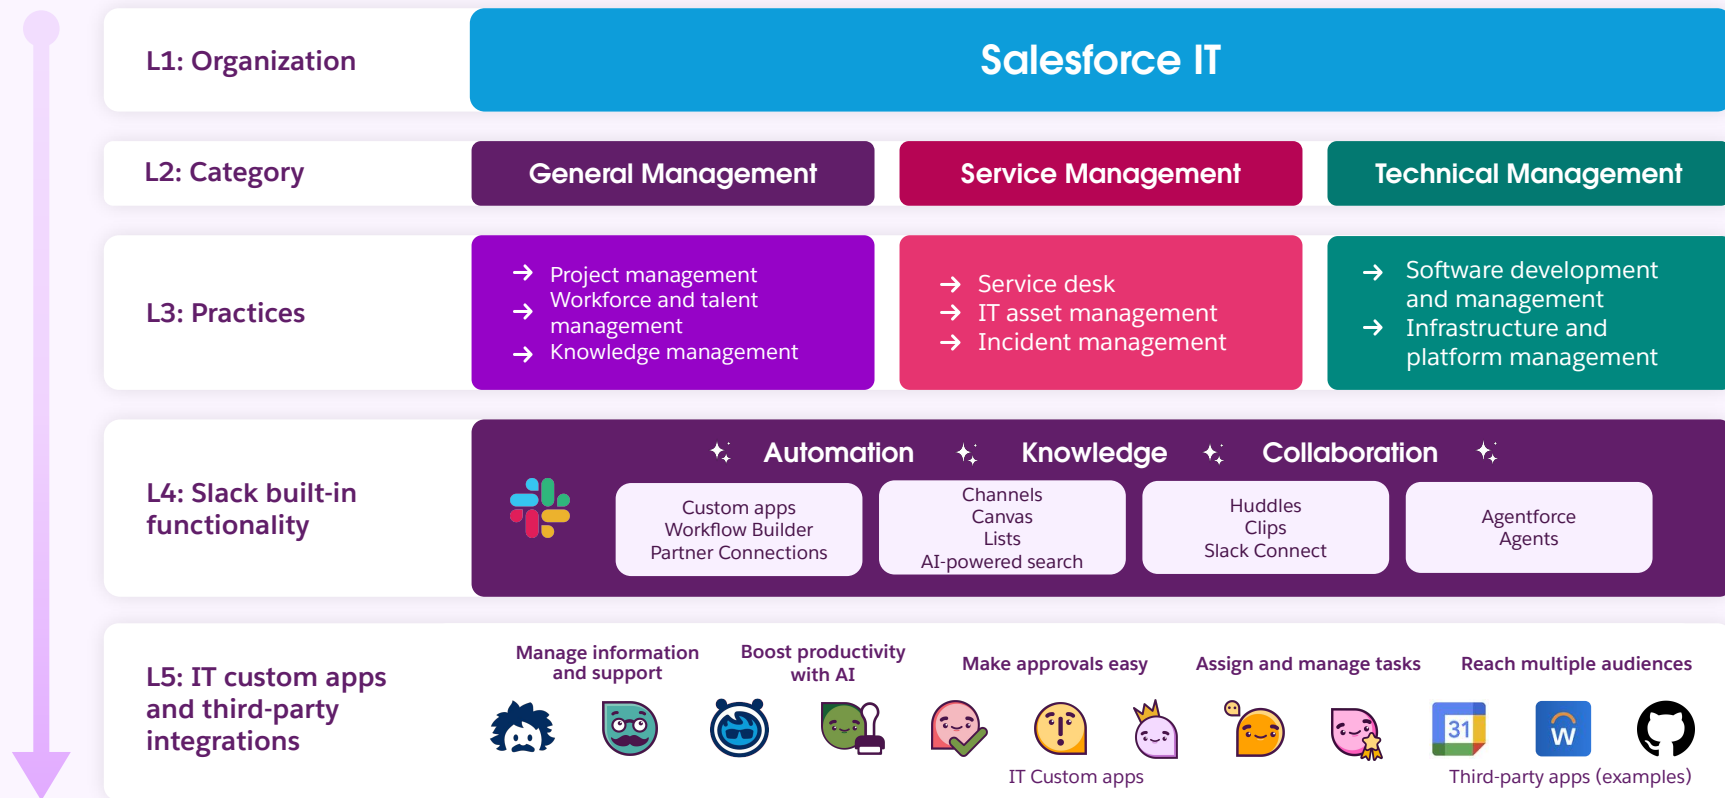 L1: Organization
Salesforce IT
L2: Category
General Management
Service Management
Technical Management
L3: Practices
Project management
Workforce and talent
management
Knowledge management
Service desk
IT asset management
Incident management
Software development
and management
Infrastructure and
platform management
L4: Slack built-in
functionality
Automation
Knowledge
Collaboration
Custom apps
Workflow Builder
Partner Connections
Channels
Canvas
Lists
AI-powered search
Huddles
Clips
Slack Connect
Agentforce
Agents
L5: IT custom apps
and third-party
integrations
Manage information
and support
Boost productivity
with AI
Make approvals easy
Assign and manage tasks
Reach multiple audiences
31
W
IT Custom apps
Third-party apps (examples)